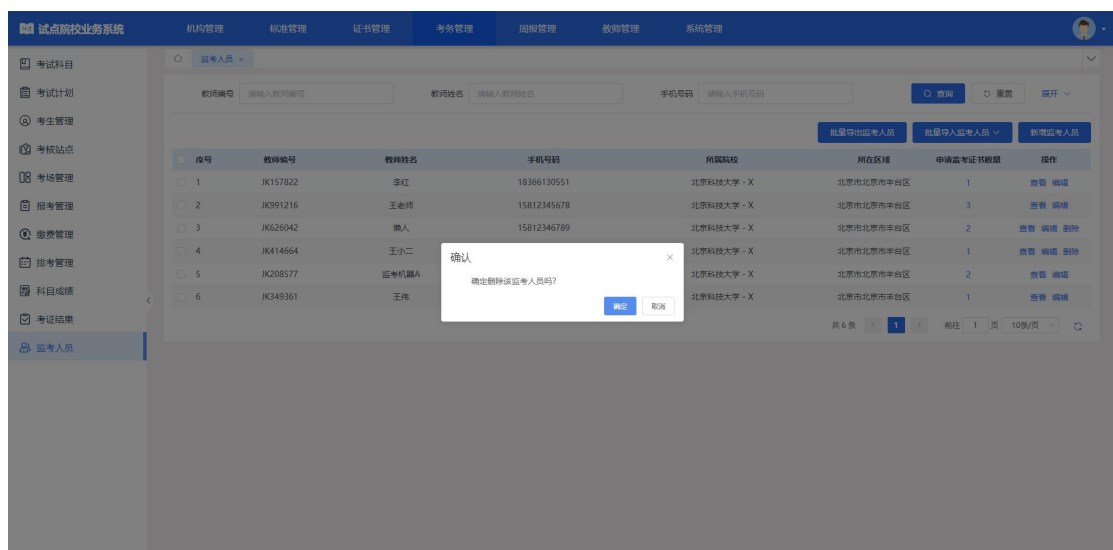 试点院校业务系统 机构管理 标准管理 证书管理 考务管理 周报管理 教师管理 系统管理
考试科目
考试计划
考生管理
考核站点
考场管理
报考管理
缴费管理
排考管理
科目成绩
考证结果
监考人员
监考人员 ×
教师编号 请输入教师编号 教师姓名 请输入教师姓名 手机号码 请输入手机号码 查询 重置 展开
批量导出监考人员 批量导入监考人员 新增监考人员
序号 教师编号 教师姓名 手机号码 所属院校 所在区域 申请监考证书数量 操作
1 JK157822 李红 18366130551 北京科技大学 - X 北京市北京市丰台区 1 查看 编辑
2 JK991216 王老师 15812345678 北京科技大学 - X 北京市北京市丰台区 3 查看 编辑
3 JK626042 懒人 15812346789 北京科技大学 - X 北京市北京市丰台区 2 查看 编辑 删除
4 JK414664 王小二 北京科技大学 - X 北京市北京市丰台区 1 查看 编辑 删除
5 JK208577 监考机器A 北京科技大学 - X 北京市北京市丰台区 2 查看 编辑
6 JK349361 王伟 北京科技大学 - X 北京市北京市丰台区 1 查看 编辑
确认 ×
确定删除该监考人员吗?
确定 取消
共 6 条 < 1 > 前往 1 页 10条/页